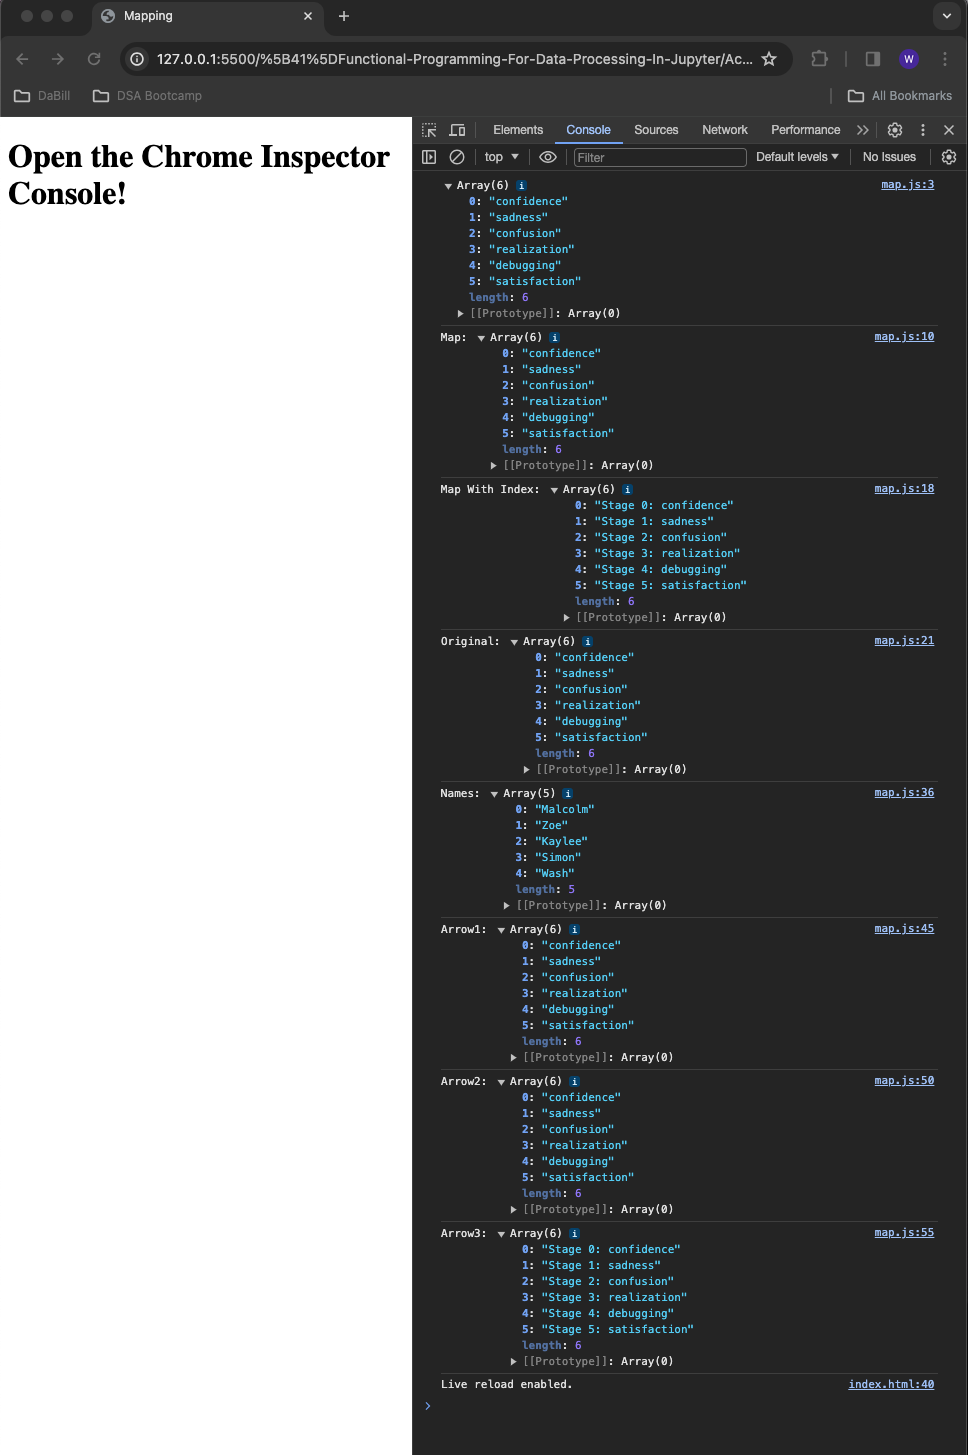 Mapping
127.0.0.1:5500/%5B41%5DFunctional-Programming-For-Data-Processing-In-Jupyter/Ac...
W
DaBill
DSA Bootcamp
All Bookmarks
Open the Chrome Inspector
Console!
Elements Console Sources Network Performance
top Filter Default levels No Issues
Array(6) i map.js:3
0: "confidence"
1: "sadness"
2: "confusion"
3: "realization"
4: "debugging"
5: "satisfaction"
length: 6
[[Prototype]]: Array(0)
Map: Array(6) i map.js:10
0: "confidence"
1: "sadness"
2: "confusion"
3: "realization"
4: "debugging"
5: "satisfaction"
length: 6
[[Prototype]]: Array(0)
Map With Index: Array(6) i map.js:18
0: "Stage 0: confidence"
1: "Stage 1: sadness"
2: "Stage 2: confusion"
3: "Stage 3: realization"
4: "Stage 4: debugging"
5: "Stage 5: satisfaction"
length: 6
[[Prototype]]: Array(0)
Original: Array(6) i map.js:21
0: "confidence"
1: "sadness"
2: "confusion"
3: "realization"
4: "debugging"
5: "satisfaction"
length: 6
[[Prototype]]: Array(0)
Names: Array(5) i map.js:36
0: "Malcolm"
1: "Zoe"
2: "Kaylee"
3: "Simon"
4: "Wash"
length: 5
[[Prototype]]: Array(0)
Arrow1: Array(6) i map.js:45
0: "confidence"
1: "sadness"
2: "confusion"
3: "realization"
4: "debugging"
5: "satisfaction"
length: 6
[[Prototype]]: Array(0)
Arrow2: Array(6) i map.js:50
0: "confidence"
1: "sadness"
2: "confusion"
3: "realization"
4: "debugging"
5: "satisfaction"
length: 6
[[Prototype]]: Array(0)
Arrow3: Array(6) i map.js:55
0: "Stage 0: confidence"
1: "Stage 1: sadness"
2: "Stage 2: confusion"
3: "Stage 3: realization"
4: "Stage 4: debugging"
5: "Stage 5: satisfaction"
length: 6
[[Prototype]]: Array(0)
Live reload enabled. index.html:40